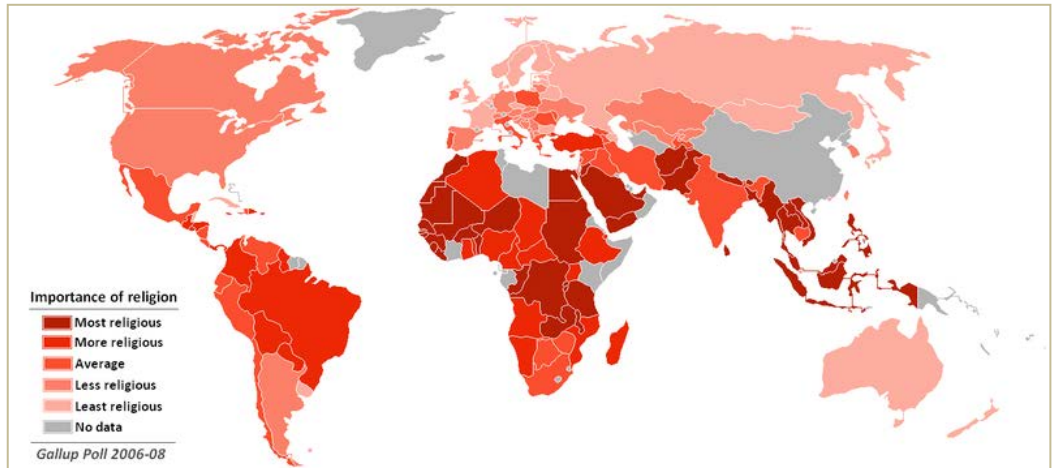 Importance of religion
Most religious
More religious
Average
Less religious
Least religious
No data
Gallup Poll 2006-08